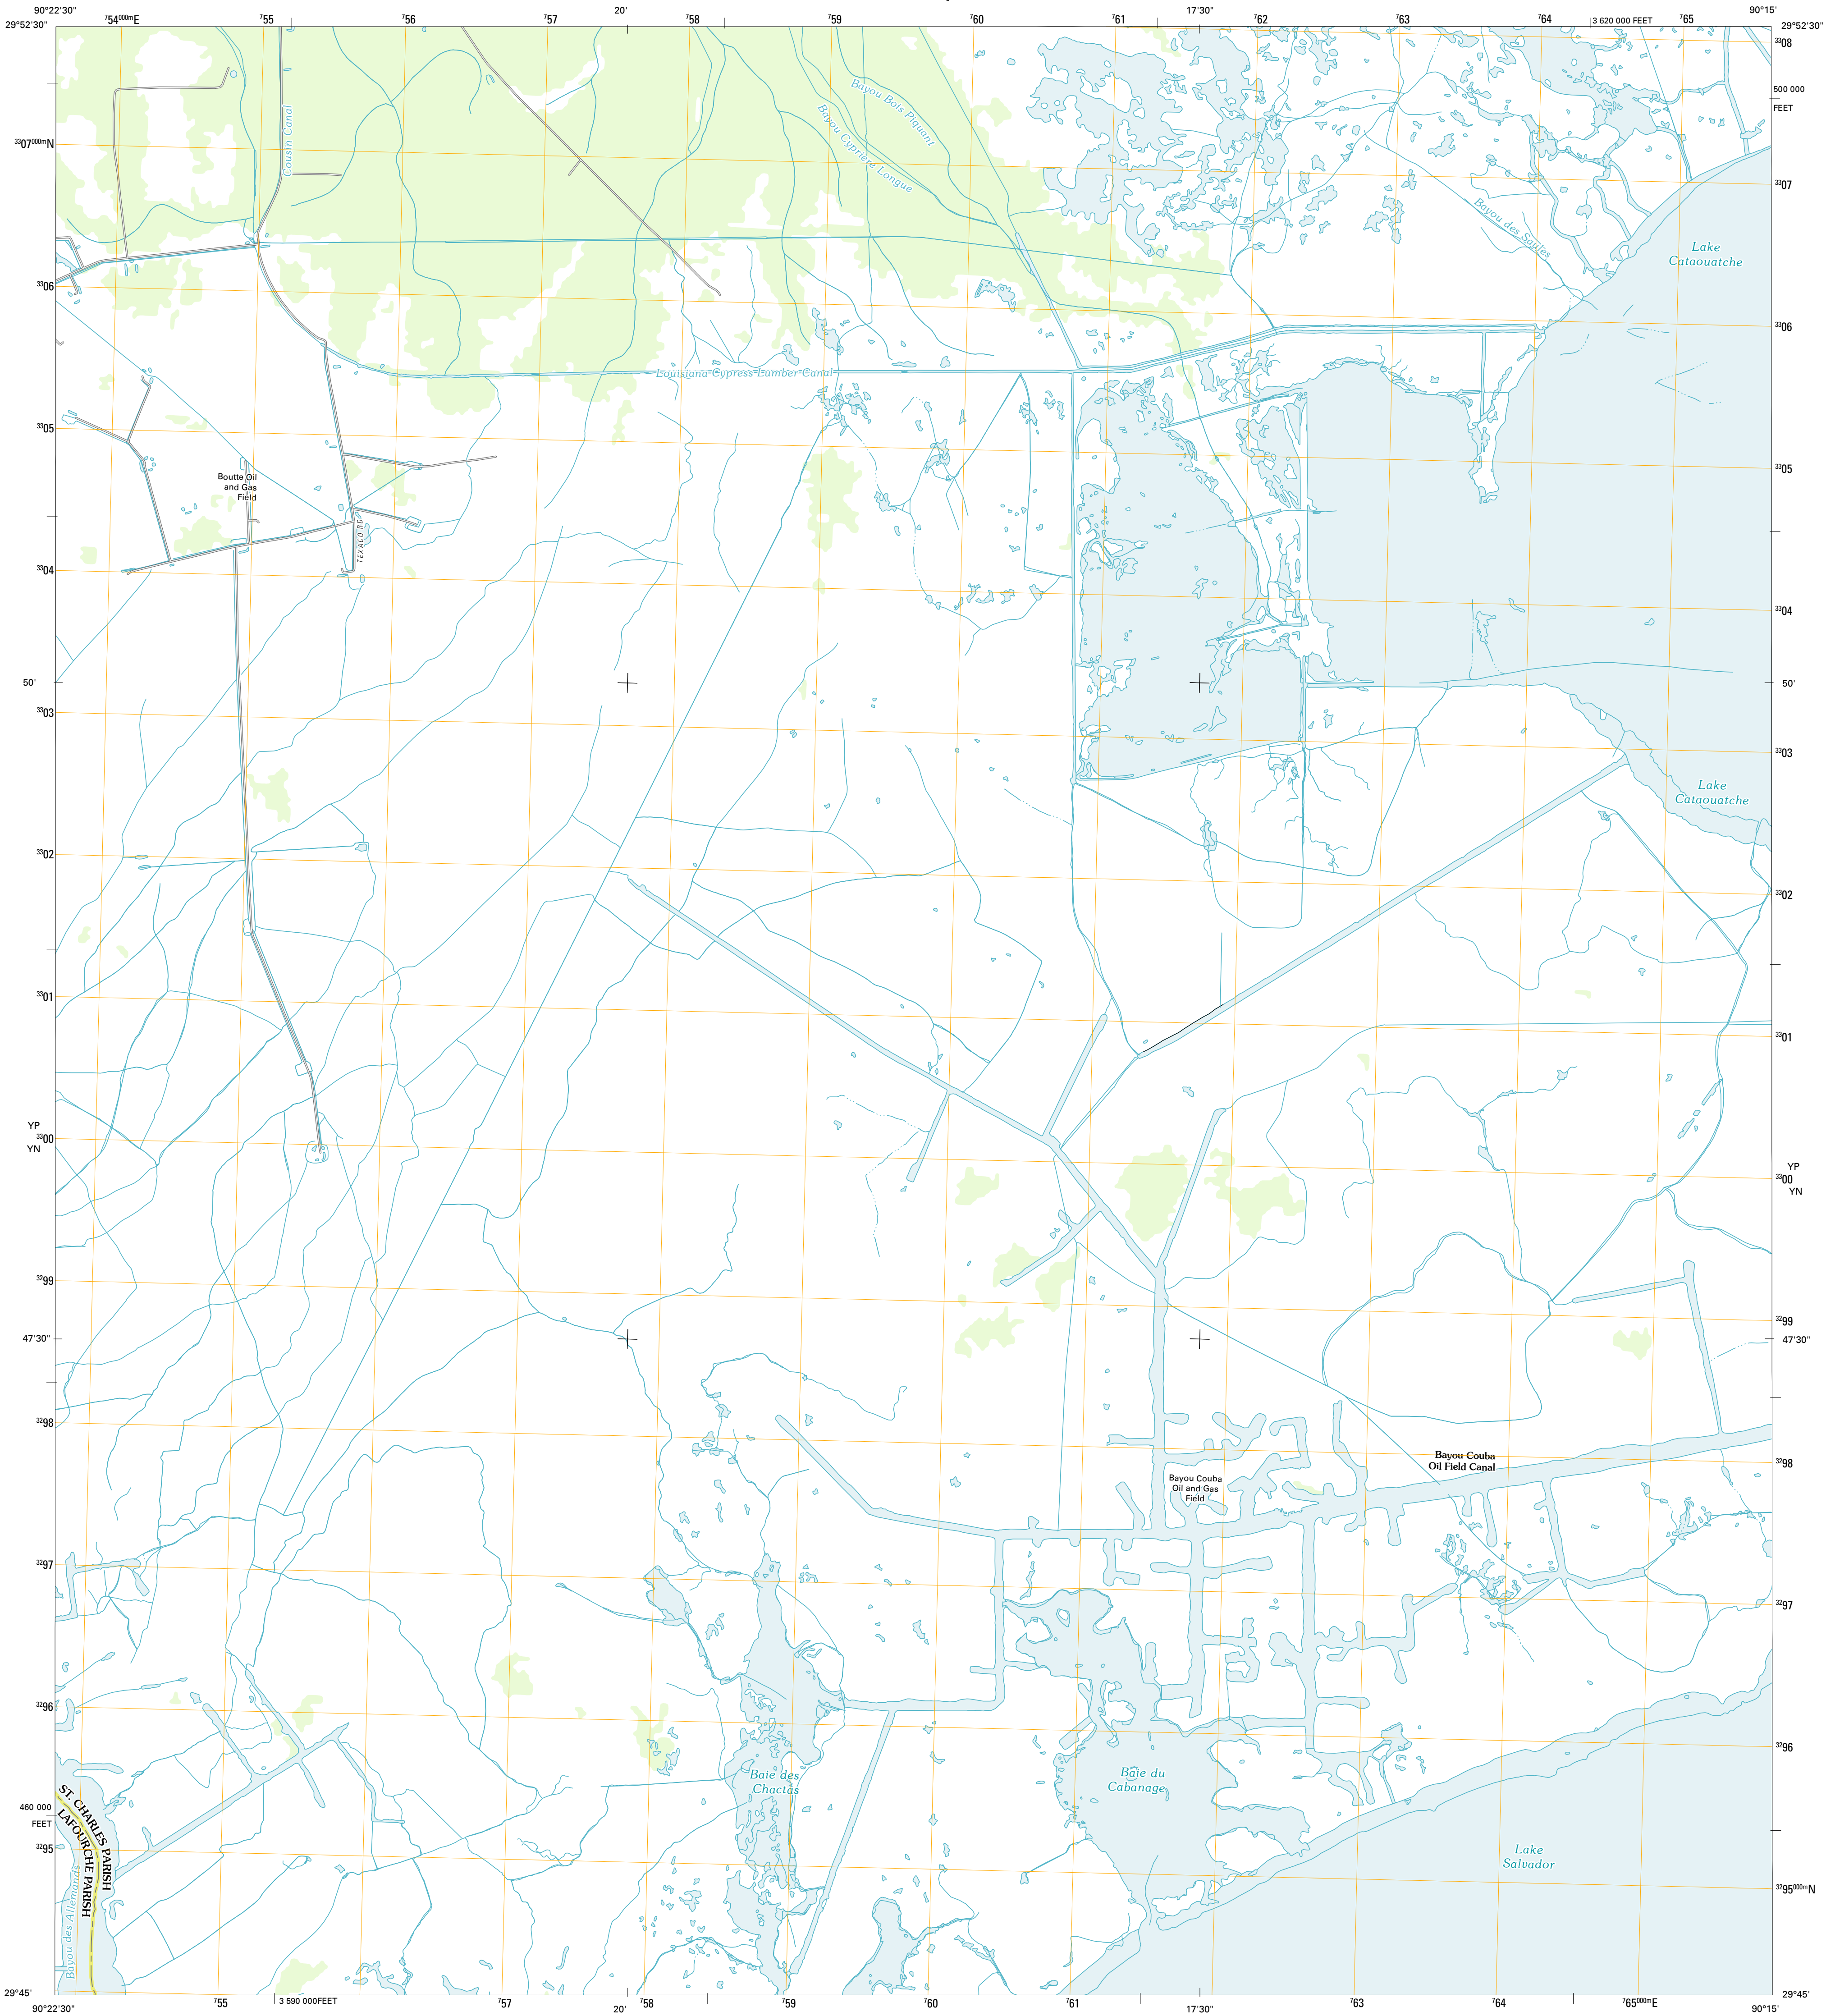 90°22'30"
⁷54⁰⁰⁰ᵐE
⁷55
⁷56
⁷57
20'
⁷58
⁷59
⁷60
⁷61
17'30"
⁷62
⁷63
⁷64
3 620 000 FEET
⁷65
90°15'
29°52'30"
29°52'30"
³³08
500 000
FEET
Cousin Canal
Bayou Bois Piquant
Bayou Cypriere Longue
³³07⁰⁰⁰ᵐN
³³07
Bayou des Saules
Lake
Cataouatche
³³06
³³06
Louisiana Cypress Lumber Canal
³³05
³³05
Boutte Oil
and Gas
Field
TEXACO RD
³³04
³³04
50'
50'
³³03
³³03
Lake
Cataouatche
³³02
³³02
³³01
³³01
YP
YN
³³00
YP
YN
³³00
³²99
³²99
47'30"
47'30"
³²98
³²98
Bayou Couba
Oil Field Canal
Bayou Couba
Oil and Gas
Field
³²97
³²97
³²96
³²96
Baie des
Chactas
Baie du
Cabanage
ST. CHARLES PARISH
LAFOURCHE PARISH
460 000
FEET
³²95
Lake
Salvador
³²95⁰⁰⁰ᵐN
Bayou des Allemands
29°45'
29°45'
90°22'30"
⁷55
3 590 000FEET
⁷57
20'
⁷58
⁷59
⁷60
⁷61
17'30"
⁷63
⁷64
⁷65⁰⁰⁰ᵐE
90°15'